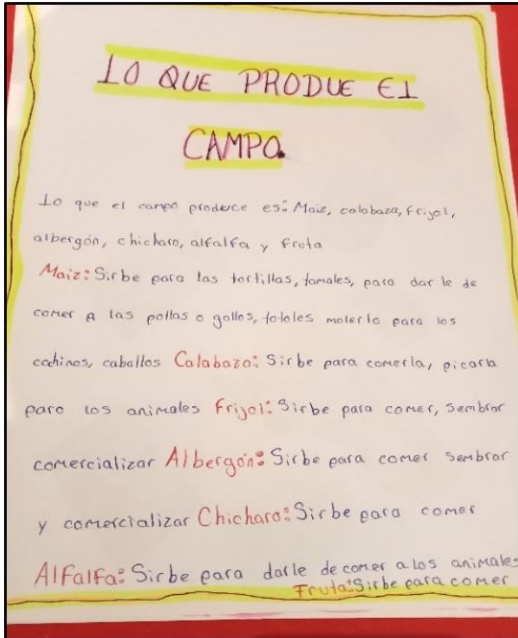 LO QUE PRODUE El
CAMPO.
Lo que el campo produce es: Maiz, calabaza, frijol,
albergón, chicharo, alfalfa y fruta
Maiz: Sirbe para las tortillas, tamales, para dar le de
comer a las pollas o gallos, totoles molerlo para los
cochinos, caballos Calabaza: Sirbe para comerla, picarla
para los animales Frijol: Sirbe para comer, sembrar
comercializar Albergón: Sirbe para comer sembrar
y comercializar Chicharo: Sirbe para comer
Alfalfa: Sirbe para darle de comer a los animales
Fruta: Sirbe para comer